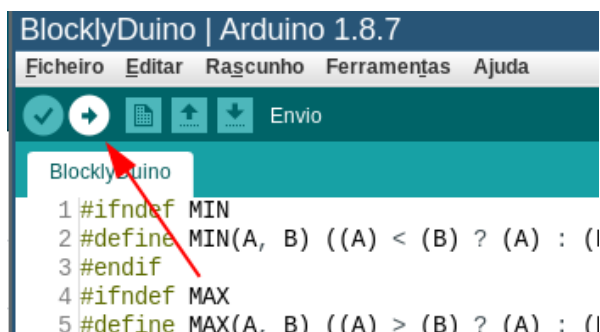 BlocklyDuino | Arduino 1.8.7
Ficheiro Editar Rascunho Ferramentas Ajuda
Envio
BlocklyDuino
1 #ifndef MIN
2 #define MIN(A, B) ((A) < (B) ? (A) : (
3 #endif
4 #ifndef MAX
5 #define MAX(A, B) ((A) > (B) ? (A) : (